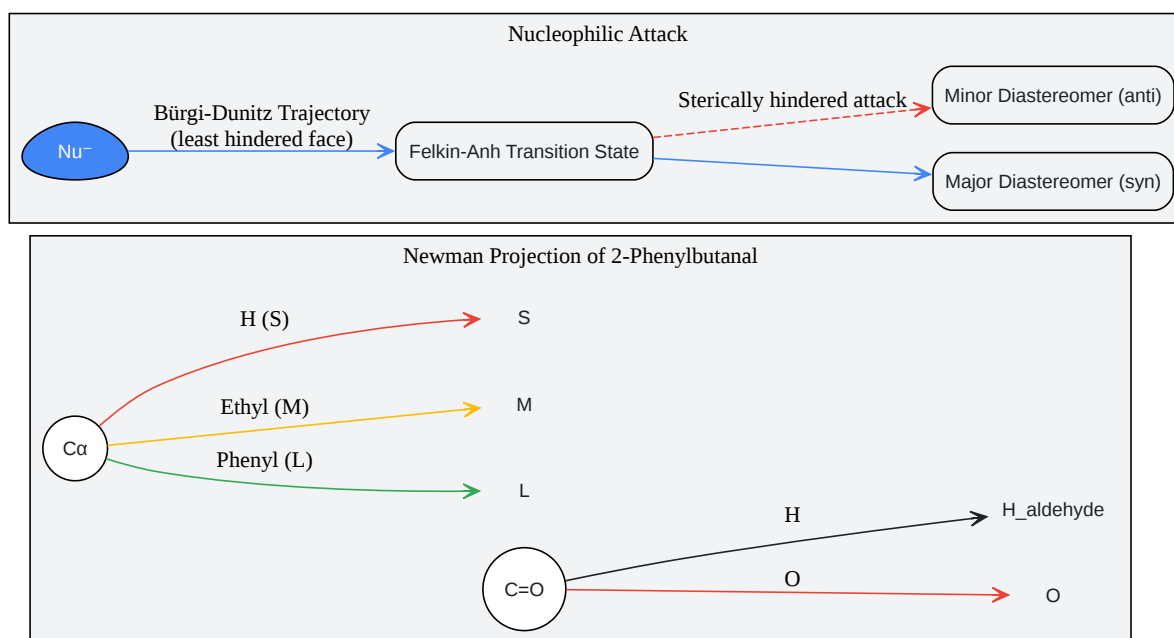 Nucleophilic Attack
Bürgi-Dunitz Trajectory
(least hindered face)
Sterically hindered attack
Minor Diastereomer (anti)
Nu⁻
Felkin-Anh Transition State
Major Diastereomer (syn)
Newman Projection of 2-Phenylbutanal
H (S)
S
Ethyl (M)
M
Cα
Phenyl (L)
L
H
H_aldehyde
C=O
O
O